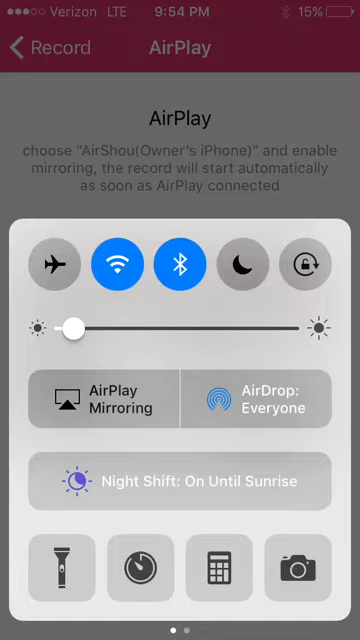 Verizon LTE 9:54 PM 15%
Record AirPlay
AirPlay
choose "AirShou(Owner's iPhone)" and enable
mirroring, the record will start automatically
as soon as AirPlay connected
AirPlay
Mirroring
AirDrop:
Everyone
Night Shift: On Until Sunrise